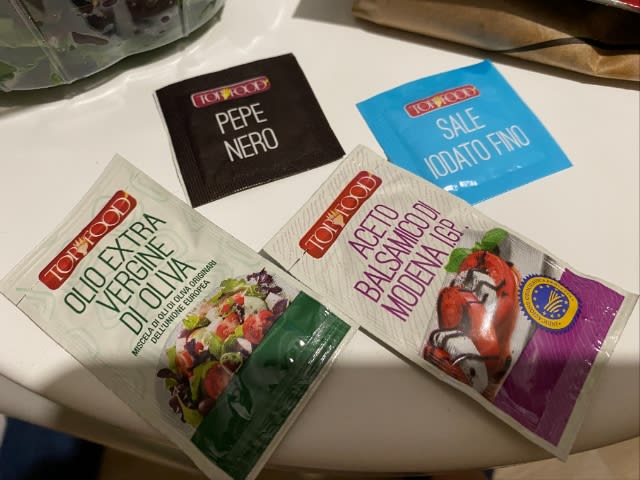 TOP FOOD
PEPE
NERO
TOP FOOD
SALE
IODATO FINO
TOP FOOD
OLIO EXTRA
VERGINE
DI OLIVA
MISCELA DI OLI DI OLIVA ORIGINARI
DELL'UNIONE EUROPEA
TOP FOOD
ACETO
BALSAMICO DI
MODENA I.G.P.